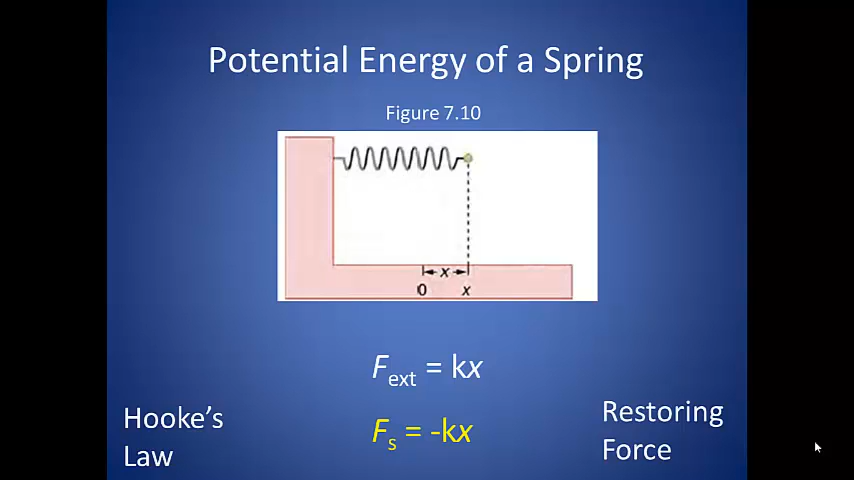 Potential Energy of a Spring
Figure 7.10
x
0 x
F_ext = kx
F_s = -kx
Hooke’s
Law
Restoring
Force